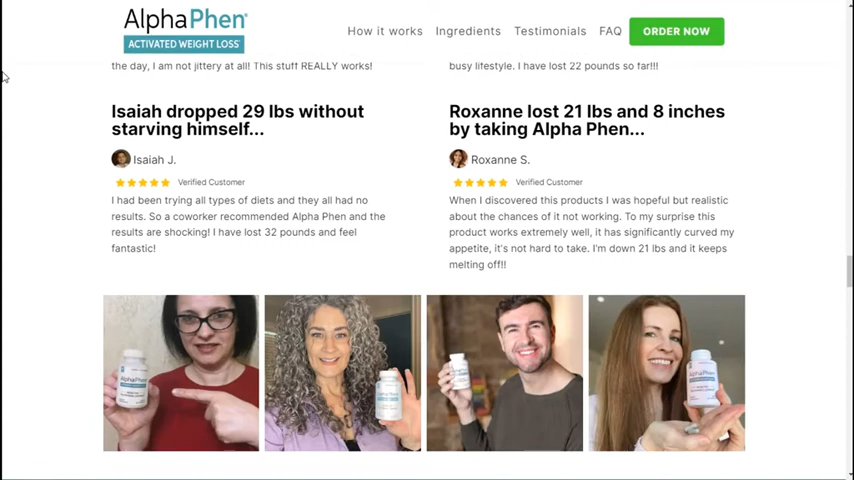 AlphaPhen
ACTIVATED WEIGHT LOSS
How it works Ingredients Testimonials FAQ ORDER NOW
the day, I am not jittery at all! This stuff REALLY works!
busy lifestyle. I have lost 22 pounds so far!!!
Isaiah dropped 29 lbs without
starving himself...
Isaiah J.
Verified Customer
I had been trying all types of diets and they all had no
results. So a coworker recommended Alpha Phen and the
results are shocking! I have lost 32 pounds and feel
fantastic!
Roxanne lost 21 lbs and 8 inches
by taking Alpha Phen...
Roxanne S.
Verified Customer
When I discovered this products I was hopeful but realistic
about the chances of it not working. To my surprise this
product works extremely well, it has significantly curved my
appetite, it's not hard to take. I'm down 21 lbs and it keeps
melting off!!
AlphaPhen
AlphaPhen
AlphaPhen